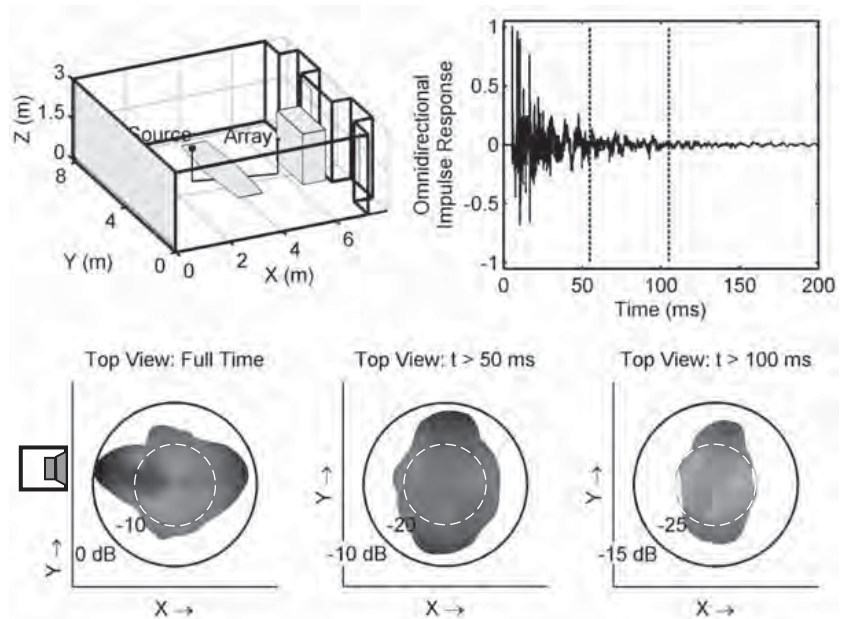 3
1.5
0
Z (m)
8
4
0
Y (m)
0
2
4
6
X (m)
Source
Array
1
0.5
0
-0.5
-1
Omnidirectional
Impulse Response
0
50
100
150
200
Time (ms)
Top View: Full Time
-10
0 dB
Y →
X →
Top View: t > 50 ms
-20
-10 dB
Y →
X →
Top View: t > 100 ms
-25
-15 dB
Y →
X →